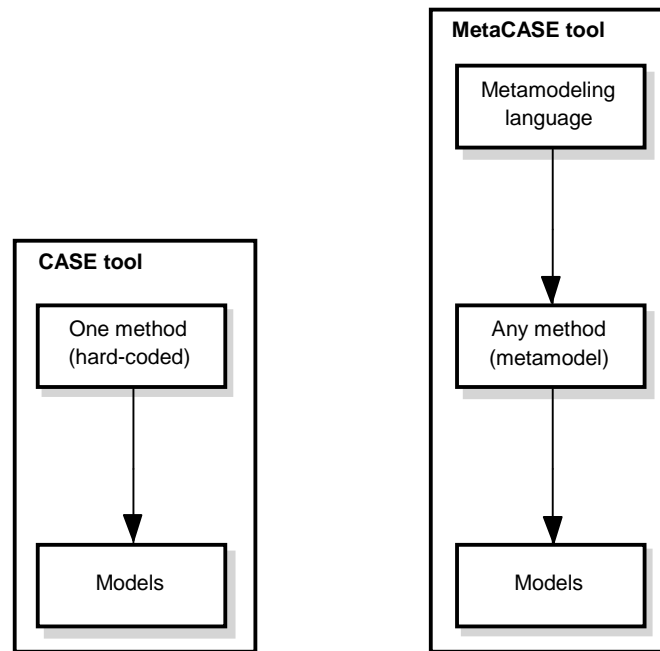 MetaCASE tool
Metamodeling
language
CASE tool
One method
(hard-coded)
Any method
(metamodel)
Models
Models